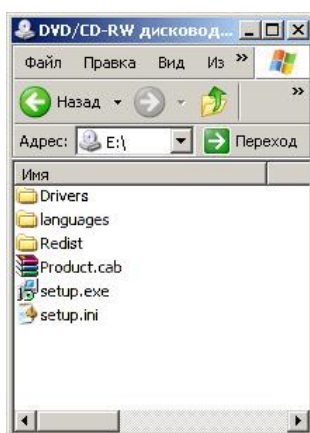 DVD/CD-RW дисковод...
Файл Правка Вид Из »
Назад »
Адрес: E:\ Переход
Имя
Drivers
languages
Redist
Product.cab
setup.exe
setup.ini